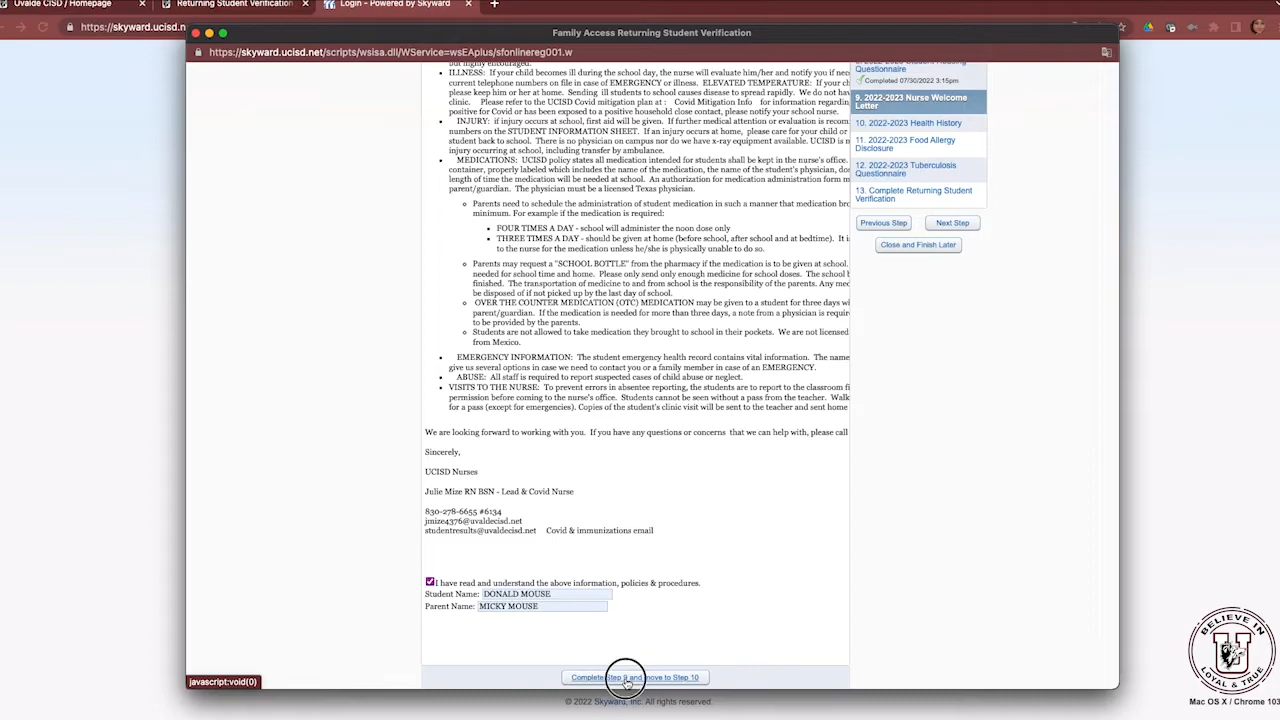 Uvalde CISD / Homepage
Returning Student Verification
Login - Powered by Skyward
https://skyward.ucisd.net/
Family Access Returning Student Verification
https://skyward.ucisd.net/scripts/wsisa.dll/WService=wsEAplus/sfonlinereg001.w
but highly encouraged.
ILLNESS: If your child becomes ill during the school day, the nurse will evaluate him/her and notify you if nee
current telephone numbers on file in case of EMERGENCY or illness. ELEVATED TEMPERATURE: If your
please keep him or her at home. Sending ill students to school causes disease to spread rapidly. We do not hav
clinic. Please refer to the UCISD Covid mitigation plan at : Covid Mitigation Info for information regarding
positive for Covid or has been exposed to a positive household close contact, please notify your school nurse.
INJURY: if injury occurs at school, first aid will be given. If further medical attention or evaluation is recom
numbers on the STUDENT INFORMATION SHEET. If an injury occurs at home, please care for your child or
student back to school. There is no physician on campus nor do we have x-ray equipment available. UCISD is n
injury occurring at school, including transfer by ambulance.
MEDICATIONS: UCISD policy states all medication intended for students shall be kept in the nurse's office.
container, properly labeled which includes the name of the medication, the name of the student's physician, dos
length of time the medication will be needed at school. An authorization for medication administration form m
parent/guardian. The physician must be a licensed Texas physician.
Parents need to schedule the administration of student medication in such a manner that medication bro
minimum. For example if the medication is required:
FOUR TIMES A DAY - school will administer the noon dose only
THREE TIMES A DAY - should be given at home (before school, after school and at bedtime). It i
to the nurse for the medication unless he/she is physically unable to do so.
Parents may request a "SCHOOL BOTTLE" from the pharmacy if the medication is to be given at school.
needed for school time and home. Please only send only enough medicine for school doses. The school b
finished. The transportation of medicine to and from school is the responsibility of the parents. Any med
be disposed of if not picked up by the last day of school.
OVER THE COUNTER MEDICATION (OTC) MEDICATION may be given to a student for three days wi
parent/guardian. If the medication is needed for more than three days, a note from a physician is requir
to be provided by the parents.
Students are not allowed to take medication they brought to school in their pockets. We are not licensed
from Mexico.
EMERGENCY INFORMATION: The student emergency health record contains vital information. The name
give us several options in case we need to contact you or a family member in case of an EMERGENCY.
ABUSE: All staff is required to report suspected cases of child abuse or neglect.
VISITS TO THE NURSE: To prevent errors in absentee reporting, the students are to report to the classroom fi
permission before coming to the nurse's office. Students cannot be seen without a pass from the teacher. Walk
for a pass (except for emergencies). Copies of the student's clinic visit will be sent to the teacher and sent home
We are looking forward to working with you. If you have any questions or concerns that we can help with, please call
Sincerely,
UCISD Nurses
Julie Mize RN BSN - Lead & Covid Nurse
830-278-6655 #6134
jmize4376@uvaldecisd.net
studentresults@uvaldecisd.net Covid & immunizations email
I have read and understand the above information, policies & procedures.
Student Name: DONALD MOUSE
Parent Name: MICKY MOUSE
Complete Step 9 and move to Step 10
Questionnaire
Completed 07/30/2022 3:15pm
9. 2022-2023 Nurse Welcome
Letter
10. 2022-2023 Health History
11. 2022-2023 Food Allergy
Disclosure
12. 2022-2023 Tuberculosis
Questionnaire
13. Complete Returning Student
Verification
Previous Step
Next Step
Close and Finish Later
javascript:void(0)
© 2022 Skyward, Inc. All rights reserved.
BELIEVE IN
U
LOYAL & TRUE
Mac OS X / Chrome 103